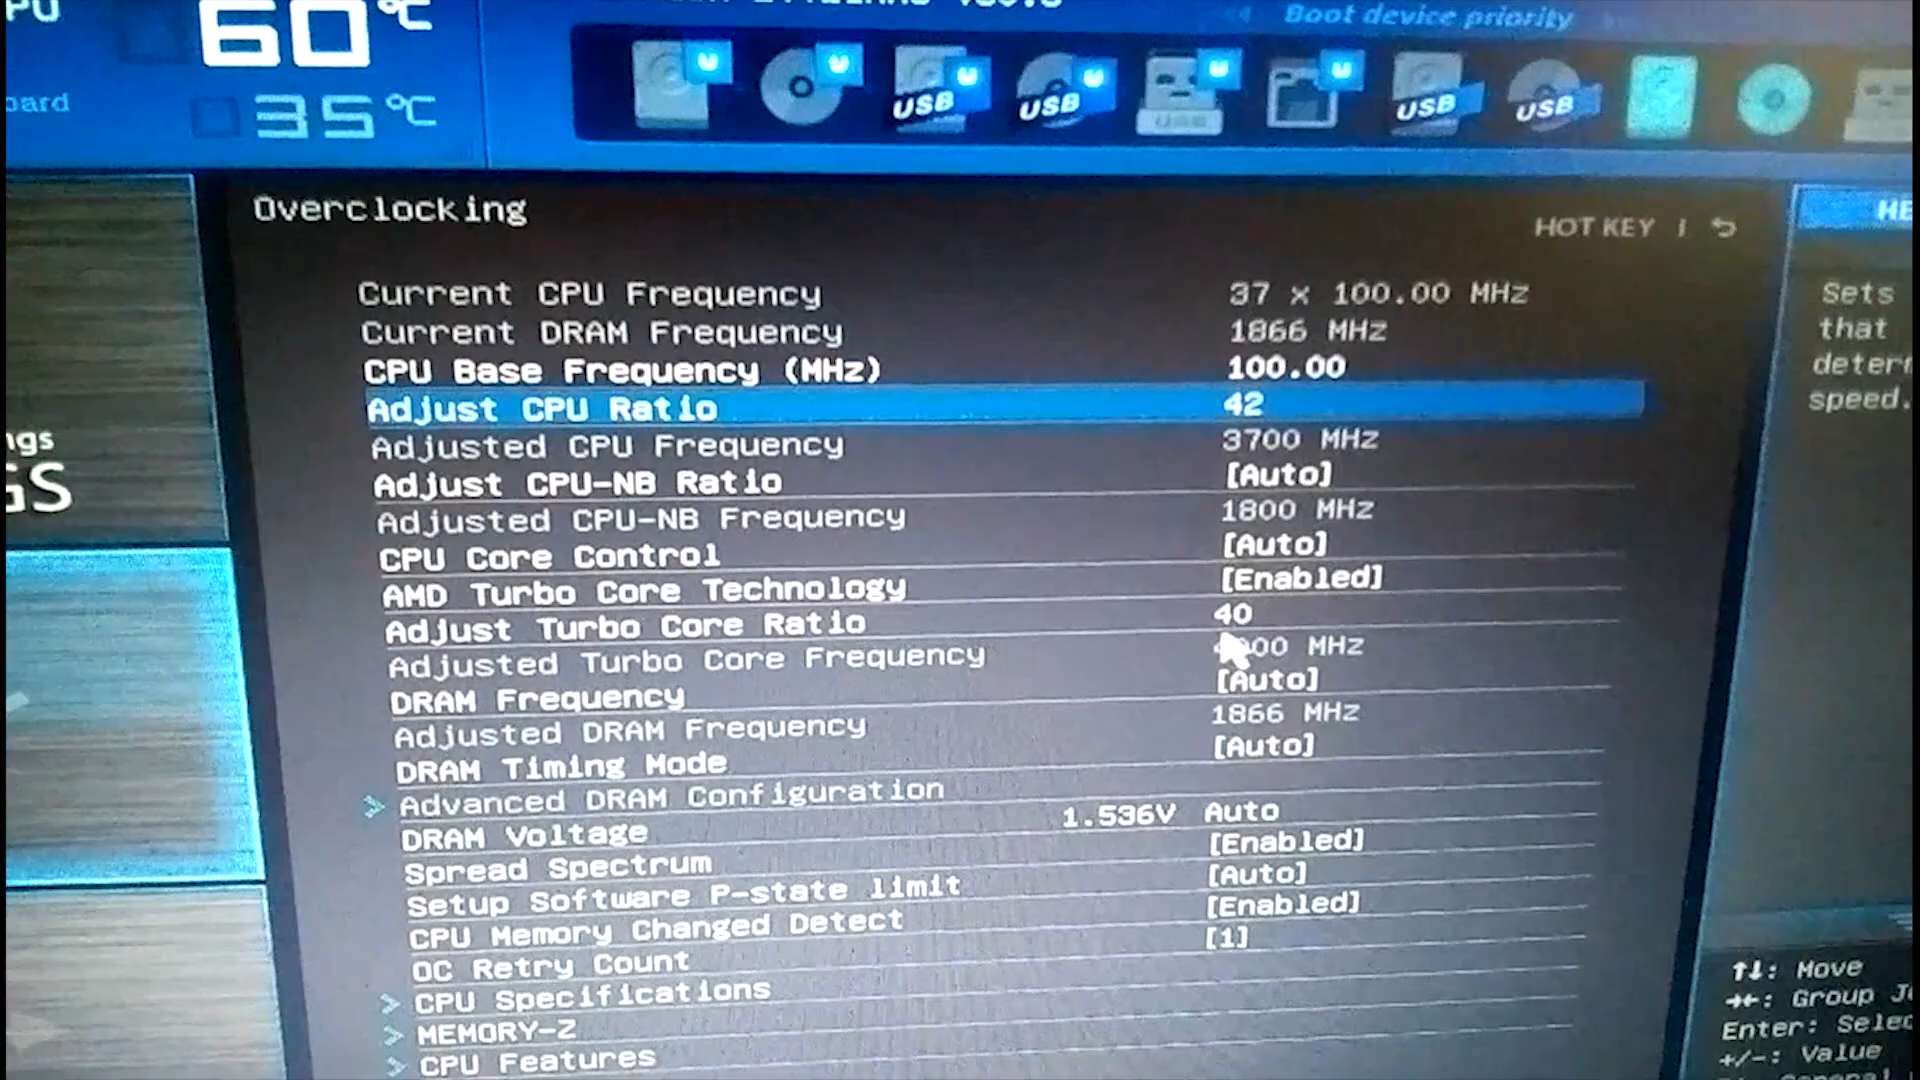 60°C
35°C
Boot device priority
U U U U U U
USB USB USB USB USB
Overclocking
HOT KEY | ↰
Current CPU Frequency 37 x 100.00 MHz
Current DRAM Frequency 1866 MHz
CPU Base Frequency (MHz) 100.00
Adjust CPU Ratio 42
Adjusted CPU Frequency 3700 MHz
Adjust CPU-NB Ratio [Auto]
Adjusted CPU-NB Frequency 1800 MHz
CPU Core Control [Auto]
AMD Turbo Core Technology [Enabled]
Adjust Turbo Core Ratio 40
Adjusted Turbo Core Frequency 00 MHz
DRAM Frequency [Auto]
Adjusted DRAM Frequency 1866 MHz
DRAM Timing Mode [Auto]
> Advanced DRAM Configuration
DRAM Voltage 1.536V Auto
Spread Spectrum [Enabled]
Setup Software P-state limit [Auto]
CPU Memory Changed Detect [Enabled]
OC Retry Count [1]
> CPU Specifications
> MEMORY-Z
> CPU Features
Sets
that
speed.
↑↓: Move
→←: Group
Enter:
+/-: Value